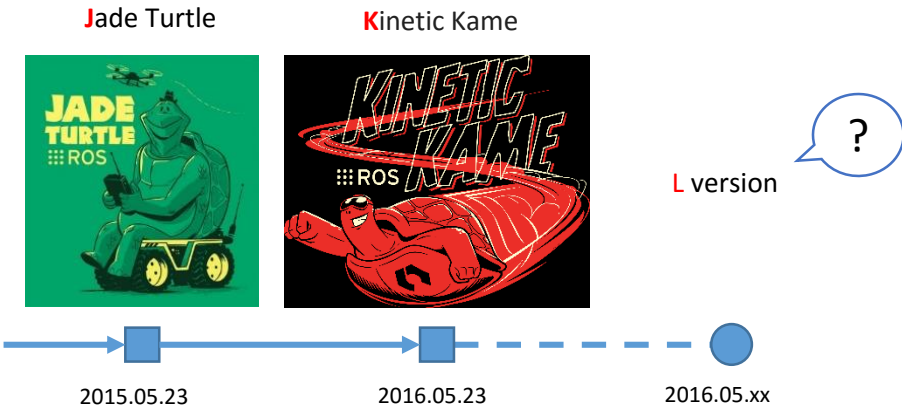 Jade Turtle
Kinetic Kame
JADE
TURTLE
ROS
KINETIC
KAME
ROS
?
L version
2015.05.23
2016.05.23
2016.05.xx